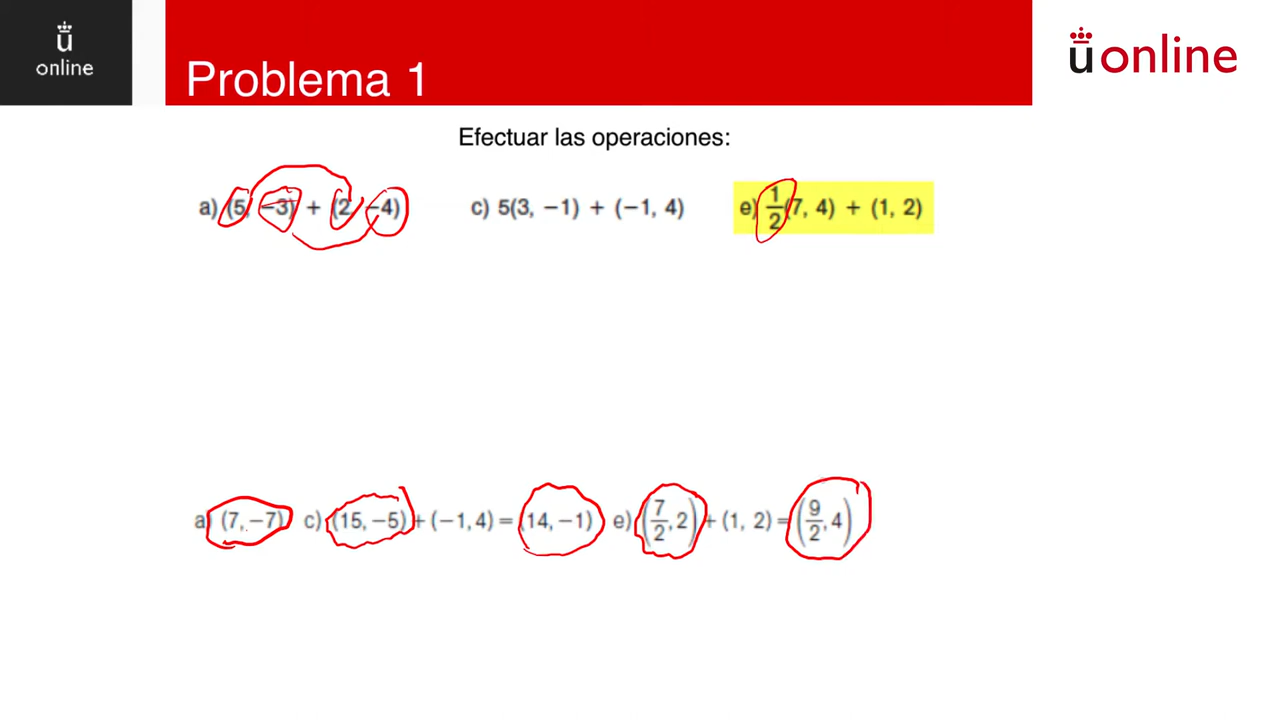 ü
online
Problema 1
üonline
Efectuar las operaciones:
a) (5, −3) + (2, −4) c) 5(3, −1) + (−1, 4) e) 1/2(7, 4) + (1, 2)
a) (7, −7) c) (15, −5) + (−1, 4) = (14, −1) e) (7/2, 2) + (1, 2) = (9/2, 4)